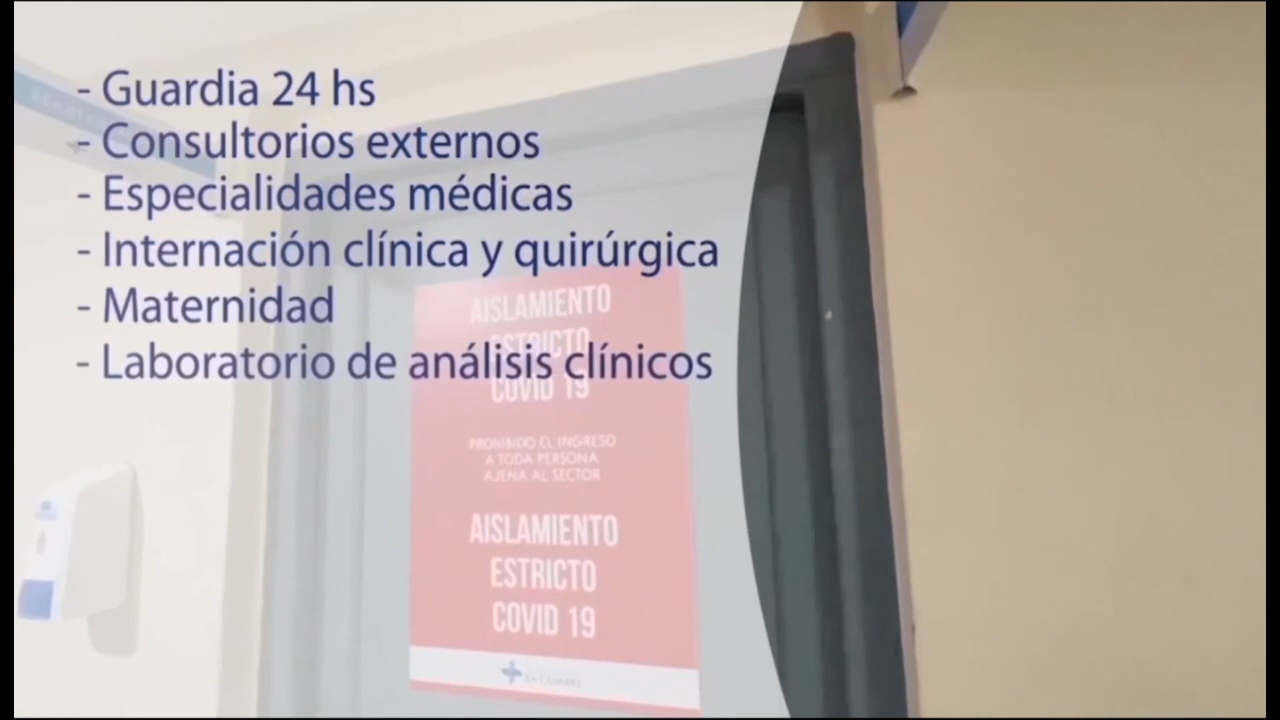 - Guardia 24 hs
- Consultorios externos
- Especialidades médicas
- Internación clínica y quirúrgica
- Maternidad
- Laboratorio de análisis clínicos
AISLAMIENTO
ESTRICTO
COVID 19
PROHIBIDO EL INGRESO
A TODA PERSONA
AJENA AL SECTOR
AISLAMIENTO
ESTRICTO
COVID 19